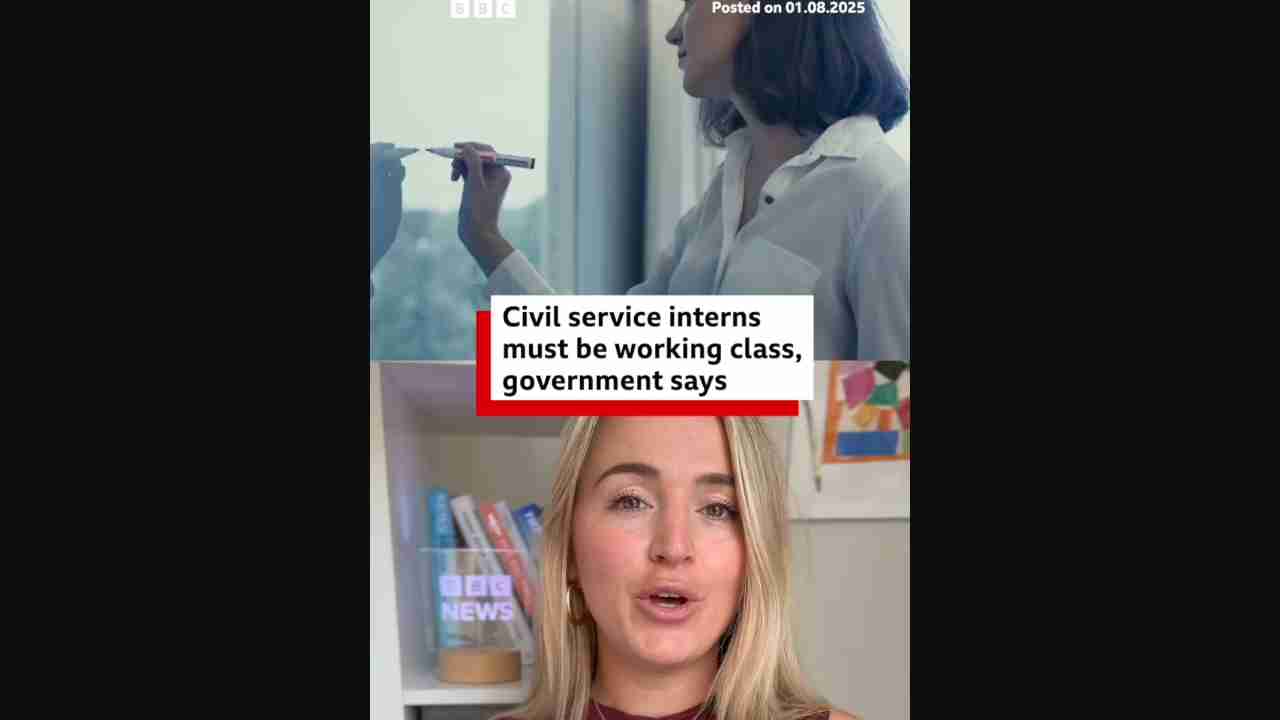 BBC
Posted on 01.08.2025
Civil service interns
must be working class,
government says
BBC
NEWS